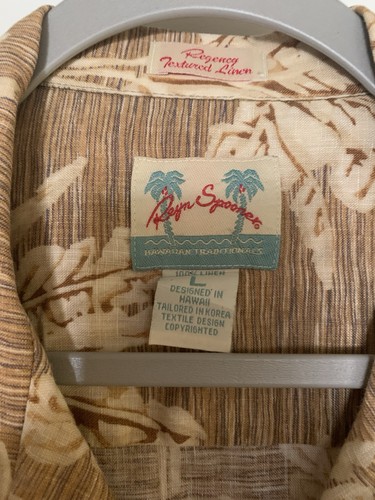 Regency
Textured Linen
Reyn Spooner
HAWAIIAN TRADITIONALS
100% LINEN
L
DESIGNED IN
HAWAII
TAILORED IN KOREA
TEXTILE DESIGN
COPYRIGHTED